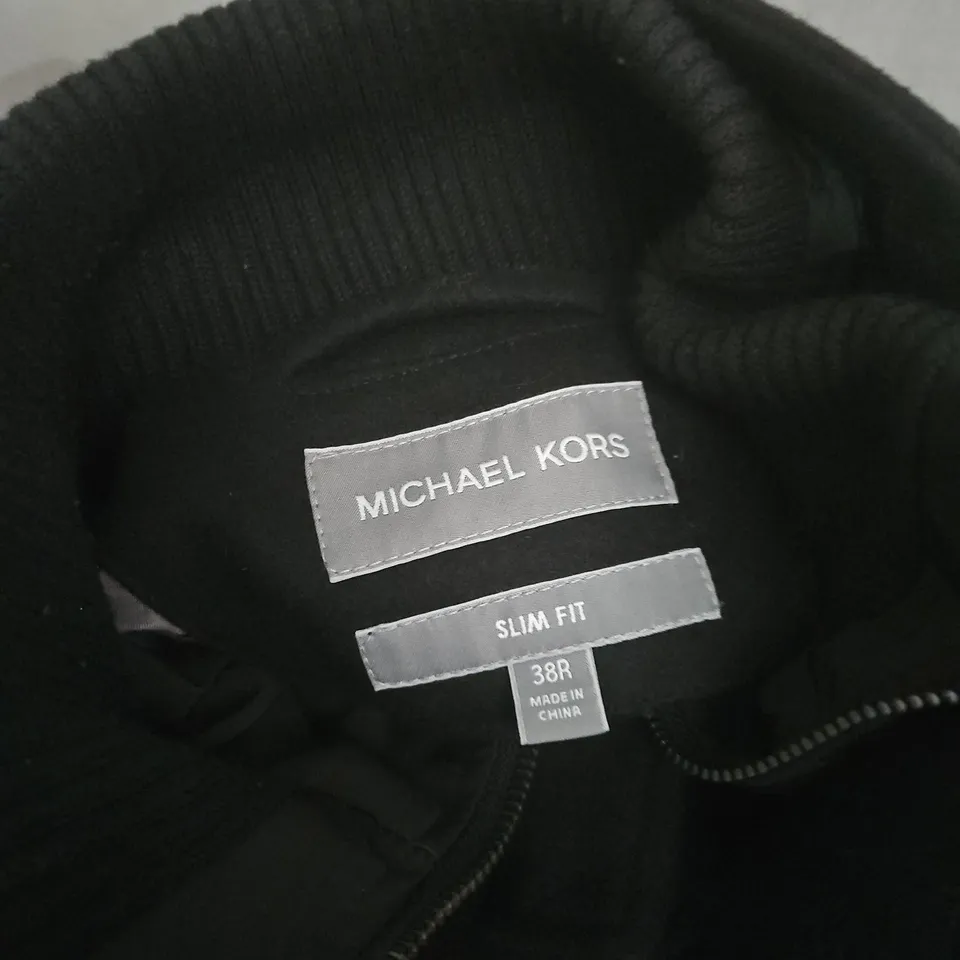 MICHAEL KORS
SLIM FIT
38R
MADE IN
CHINA